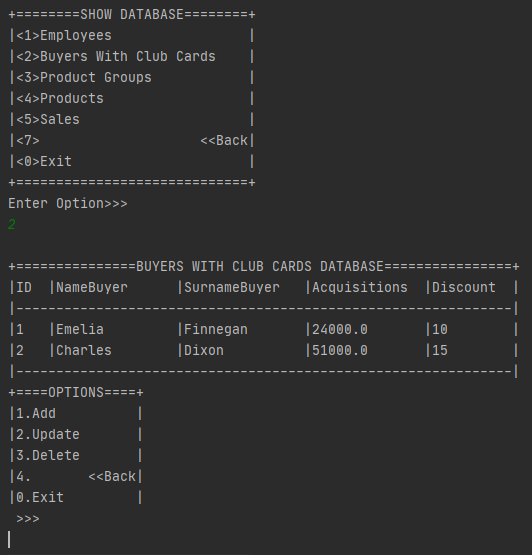 +========SHOW DATABASE========+
|<1>Employees                 |
|<2>Buyers With Club Cards    |
|<3>Product Groups            |
|<4>Products                  |
|<5>Sales                     |
|<7>                    <<Back|
|<0>Exit                      |
+=============================+
Enter Option>>>
2
+===============BUYERS WITH CLUB CARDS DATABASE================+
|ID  |NameBuyer      |SurnameBuyer   |Acquisitions  |Discount  |
|--------------------------------------------------------------|
|1   |Emelia         |Finnegan       |24000.0       |10        |
|2   |Charles        |Dixon          |51000.0       |15        |
|--------------------------------------------------------------|
+====OPTIONS====+
|1.Add          |
|2.Update       |
|3.Delete       |
|4.       <<Back|
|0.Exit         |
 >>>